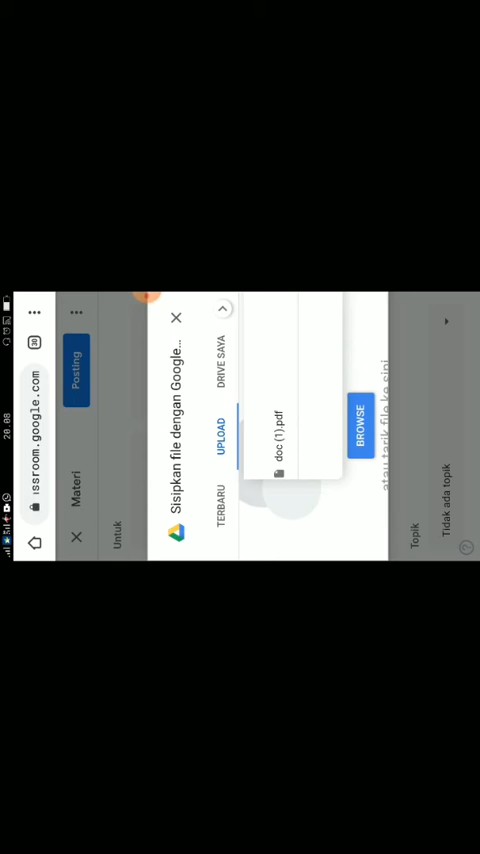 20.08
ıssroom.google.com
30
Materi
Posting
Untuk
Sisipkan file dengan Google...
TERBARU
UPLOAD
DRIVE SAYA
doc (1).pdf
BROWSE
atau tarik file ke sini
Topik
Tidak ada topik